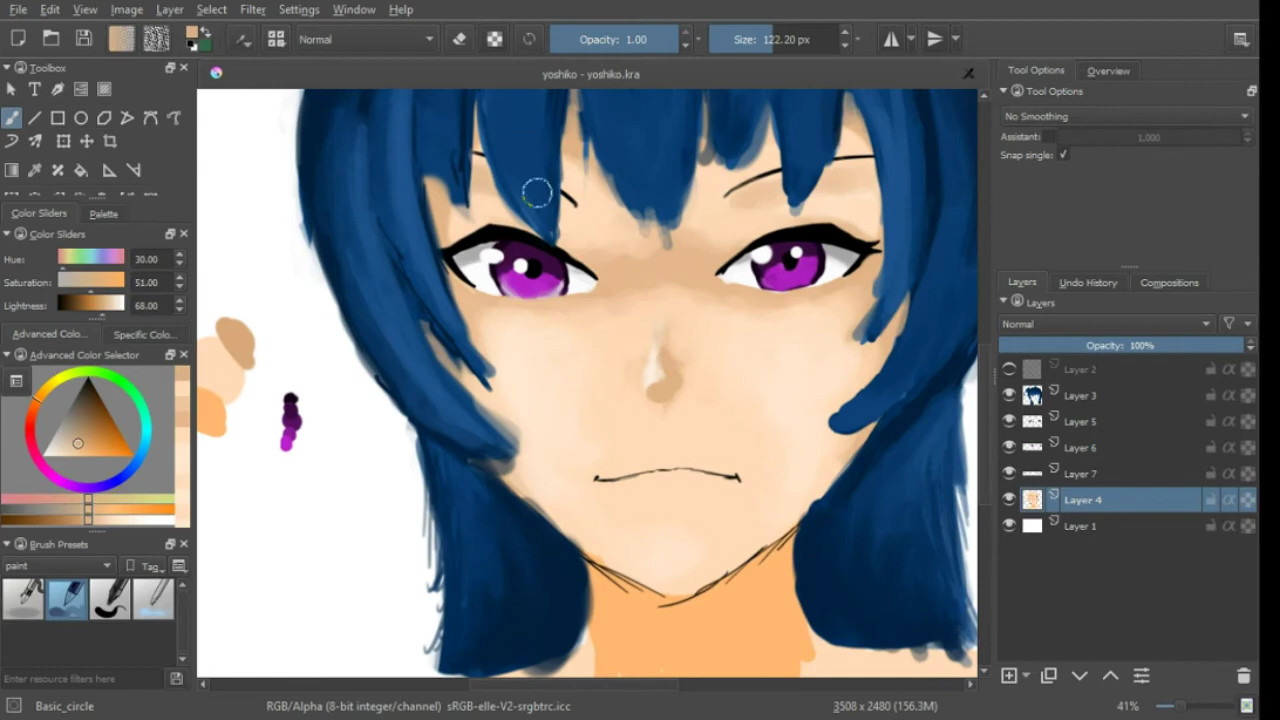 File Edit View Image Layer Select Filter Settings Window Help
Normal Opacity: 1.00 Size: 122.20 px
Toolbox
yoshiko - yoshiko.kra
Tool Options Overview
Tool Options
No Smoothing
Assistant: 1,000
Snap single: ✓
Color Sliders Palette
Color Sliders
Hue: 30.00
Saturation: 51.00
Lightness: 68.00
Advanced Colo... Specific Colo...
Advanced Color Selector
Layers Undo History Compositions
Layers
Normal
Opacity: 100%
Layer 2
Layer 3
Layer 5
Layer 6
Layer 7
Layer 4
Layer 1
Brush Presets
paint Tag
Enter resource filters here
Basic_circle RGB/Alpha (8-bit integer/channel) sRGB-elle-V2-srgbtrc.icc 3508 x 2480 (156.3M) 41%